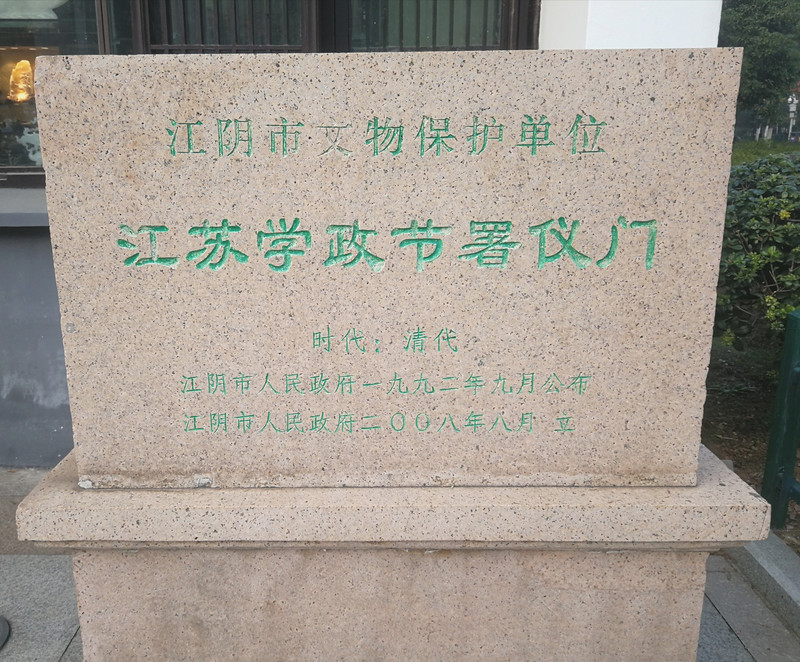 江阴市文物保护单位
江苏学政节署仪门
时代：清代
江阴市人民政府一九九二年九月公布
江阴市人民政府二〇〇八年八月 立